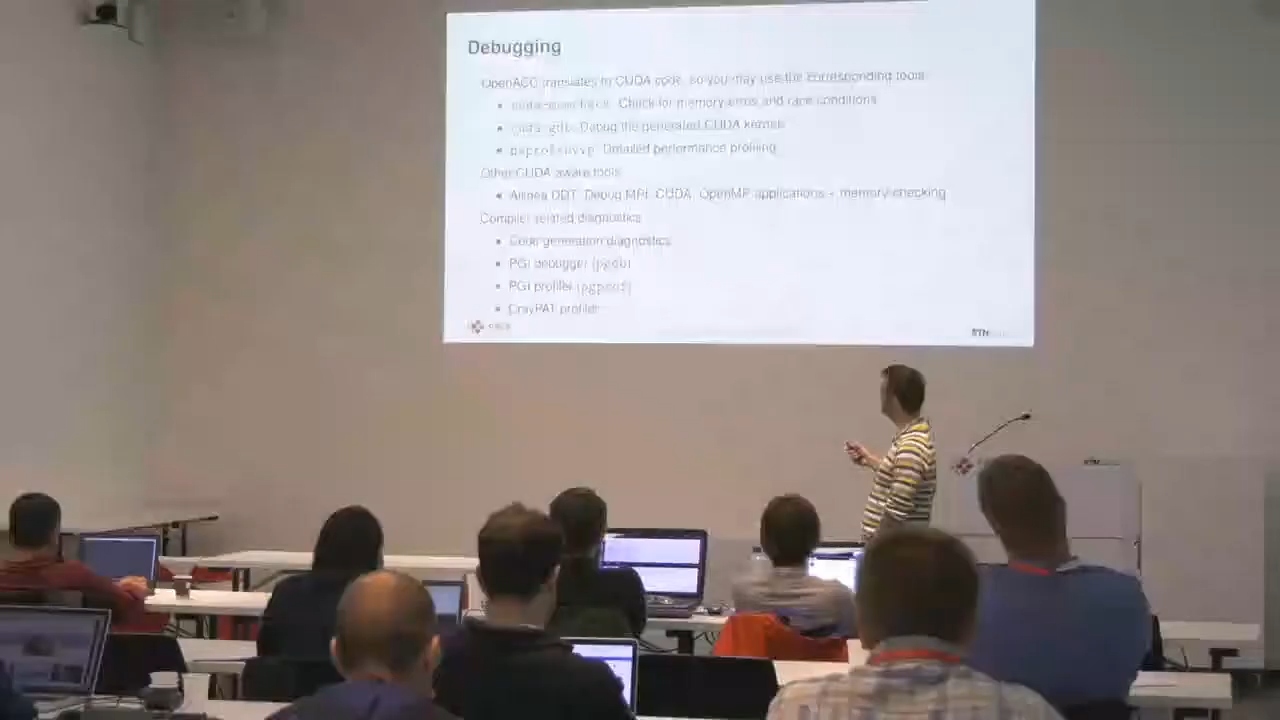 Debugging
OpenACC translates to CUDA code, so you may use the corresponding tools
cuda-memcheck: Check for memory errors and race conditions
cuda-gdb: Debug the generated CUDA kernels
Detailed performance profiling
Other CUDA aware tools
Allinea DDT: Debug MPI, CUDA, OpenMP applications + memory checking
Compiler related diagnostics
Code generation diagnostics
PGI debugger (pgdb)
PGI profiler (pgprof)
CrayPAT profiler